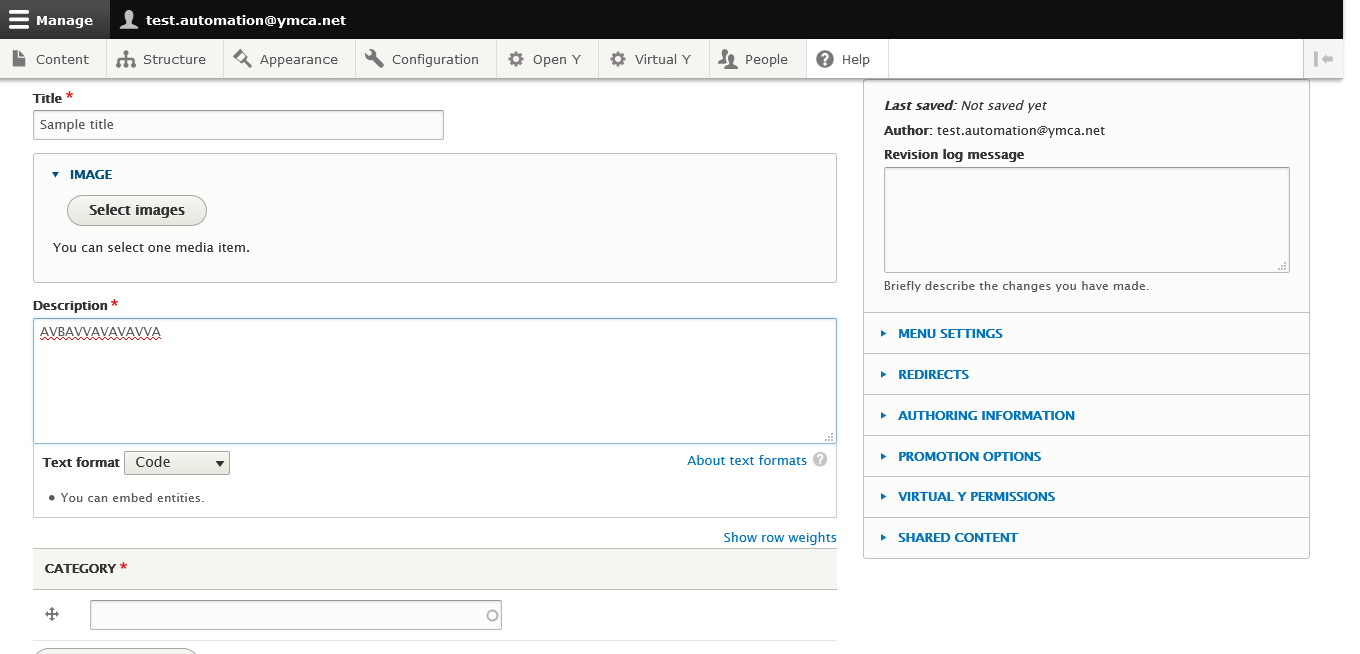 Manage test.automation@ymca.net
Content Structure Appearance Configuration Open Y Virtual Y People Help
Title *
Sample title
IMAGE
Select images
You can select one media item.
Description *
AVBAVVAVAVAVVA
Text format Code About text formats ?
• You can embed entities.
Show row weights
CATEGORY *
Last saved: Not saved yet
Author: test.automation@ymca.net
Revision log message
Briefly describe the changes you have made.
MENU SETTINGS
REDIRECTS
AUTHORING INFORMATION
PROMOTION OPTIONS
VIRTUAL Y PERMISSIONS
SHARED CONTENT